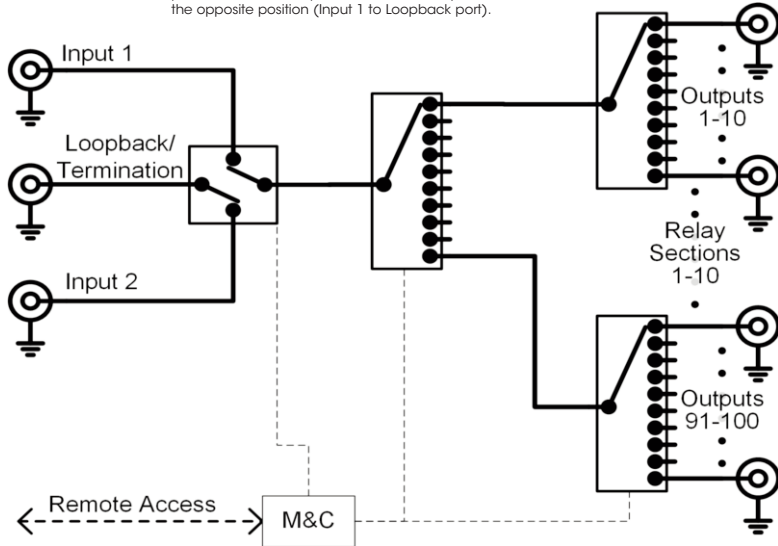 the opposite position (Input 1 to Loopback port).
Input 1
Loopback/
Termination
Input 2
Outputs
1-10
Relay
Sections
1-10
Outputs
91-100
Remote Access
M&C